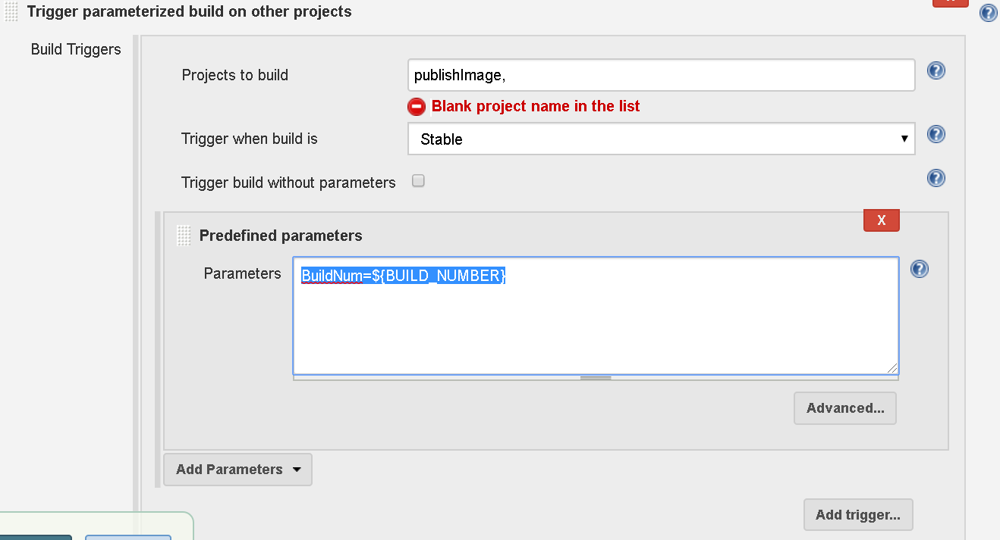 Trigger parameterized build on other projects
Build Triggers
Projects to build
publishImage,
Blank project name in the list
Trigger when build is
Stable
Trigger build without parameters
X
Predefined parameters
Parameters
BuildNum=${BUILD_NUMBER}
Advanced...
Add Parameters
Add trigger...